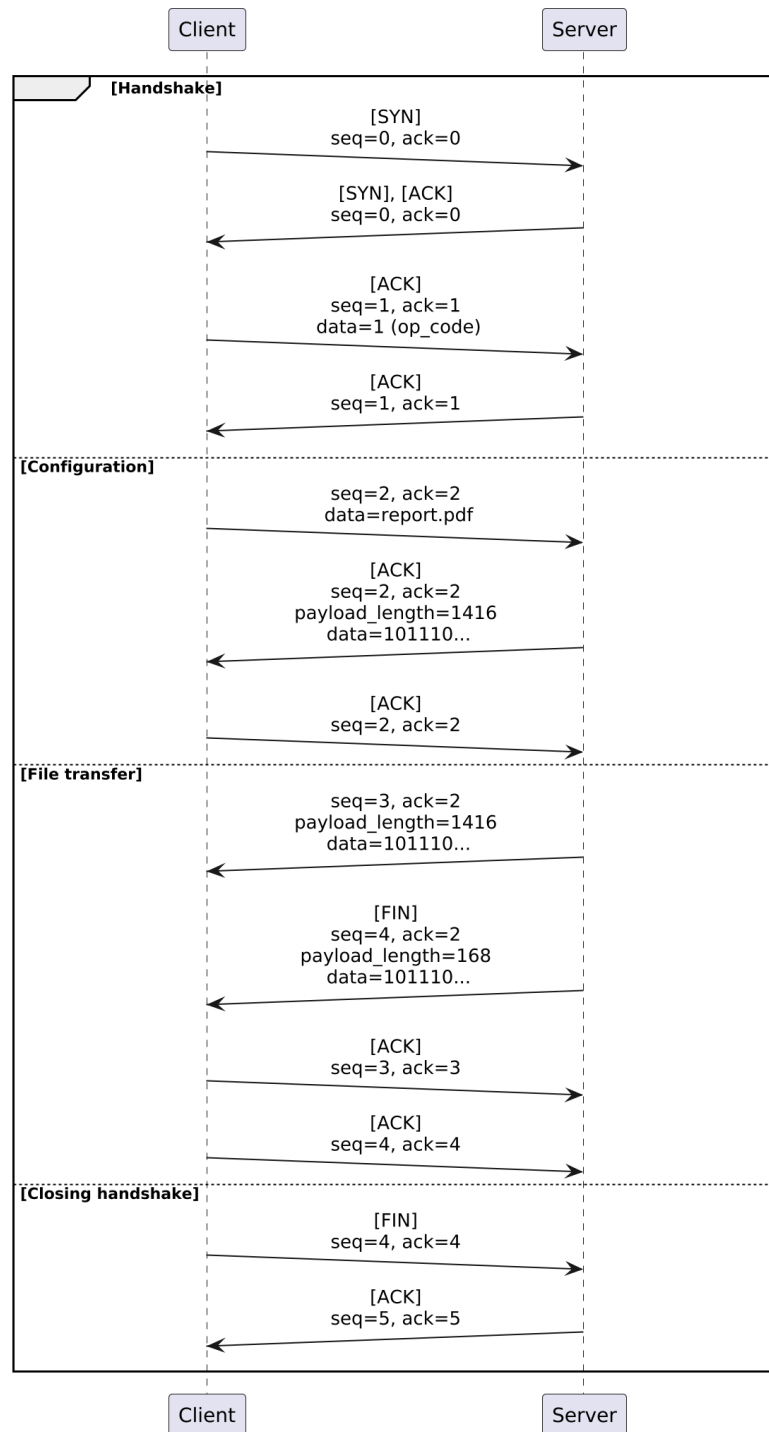 Client
Server
[Handshake]
[SYN]
seq=0, ack=0
[SYN], [ACK]
seq=0, ack=0
[ACK]
seq=1, ack=1
data=1 (op_code)
[ACK]
seq=1, ack=1
[Configuration]
seq=2, ack=2
data=report.pdf
[ACK]
seq=2, ack=2
payload_length=1416
data=101110...
[ACK]
seq=2, ack=2
[File transfer]
seq=3, ack=2
payload_length=1416
data=101110...
[FIN]
seq=4, ack=2
payload_length=168
data=101110...
[ACK]
seq=3, ack=3
[ACK]
seq=4, ack=4
[Closing handshake]
[FIN]
seq=4, ack=4
[ACK]
seq=5, ack=5
Client
Server